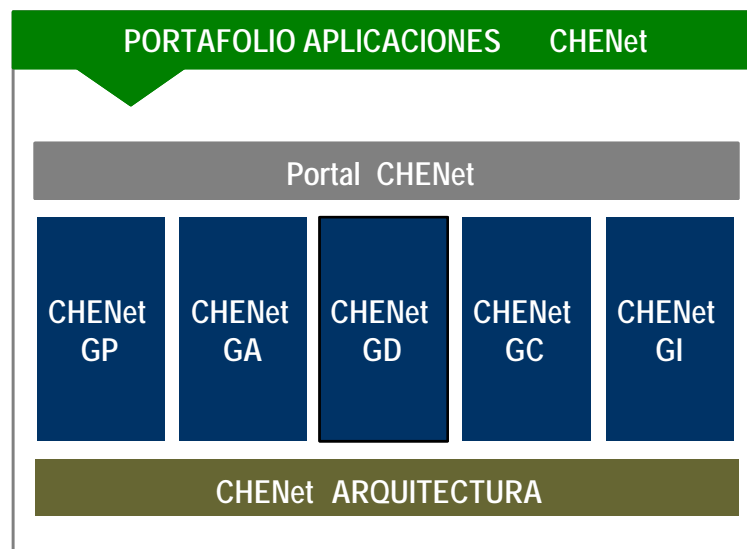 PORTAFOLIO APLICACIONES CHENet
Portal CHENet
CHENet
GP
CHENet
GA
CHENet
GD
CHENet
GC
CHENet
GI
CHENet ARQUITECTURA